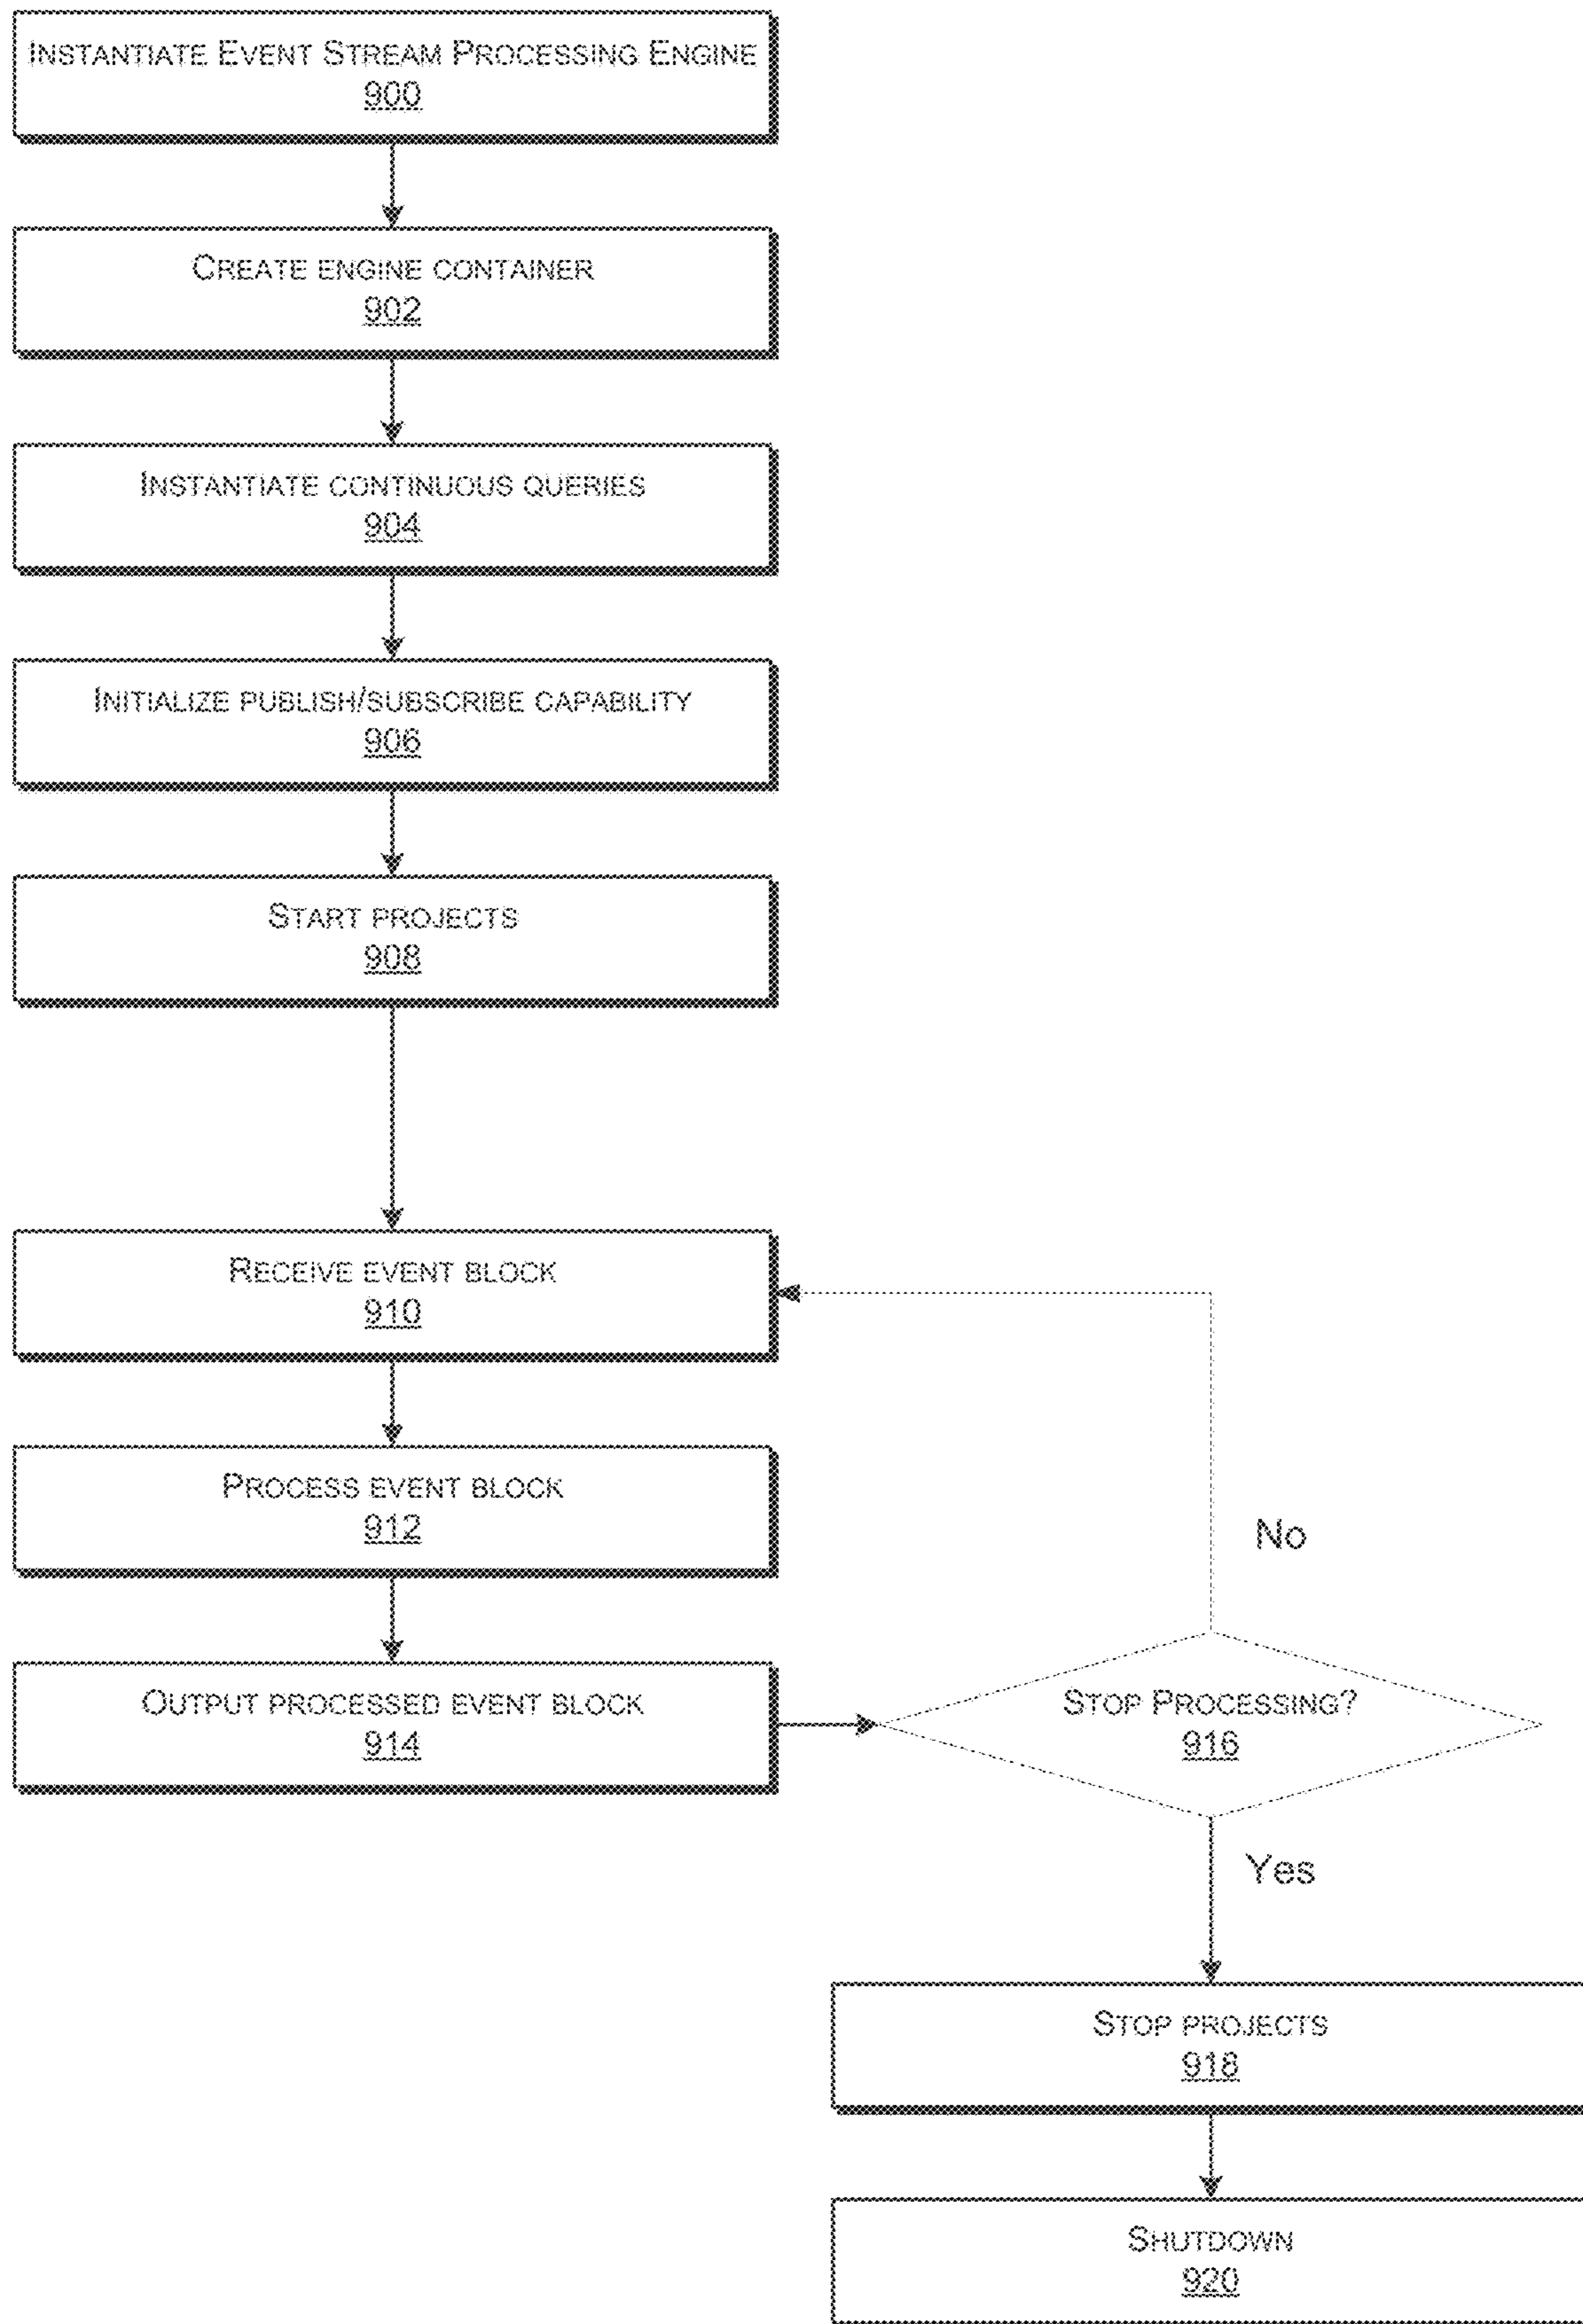 INSTANTIATE EVENT STREAM PROCESSING ENGINE
900
CREATE ENGINE CONTAINER
902
INSTANTIATE CONTINUOUS QUERIES
904
INITIALIZE PUBLISH/SUBSCRIBE CAPABILITY
906
START PROJECTS
908
RECEIVE EVENT BLOCK
910
PROCESS EVENT BLOCK
912
No
OUTPUT PROCESSED EVENT BLOCK
914
STOP PROCESSING?
916
Yes
STOP PROJECTS
918
SHUTDOWN
920